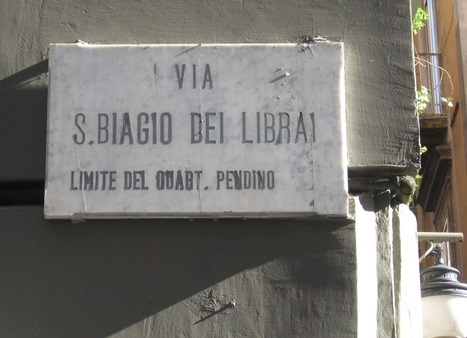 VIA
S. BIAGIO DEI LIBRAI
LIMITE DEL QUART. PENDINO